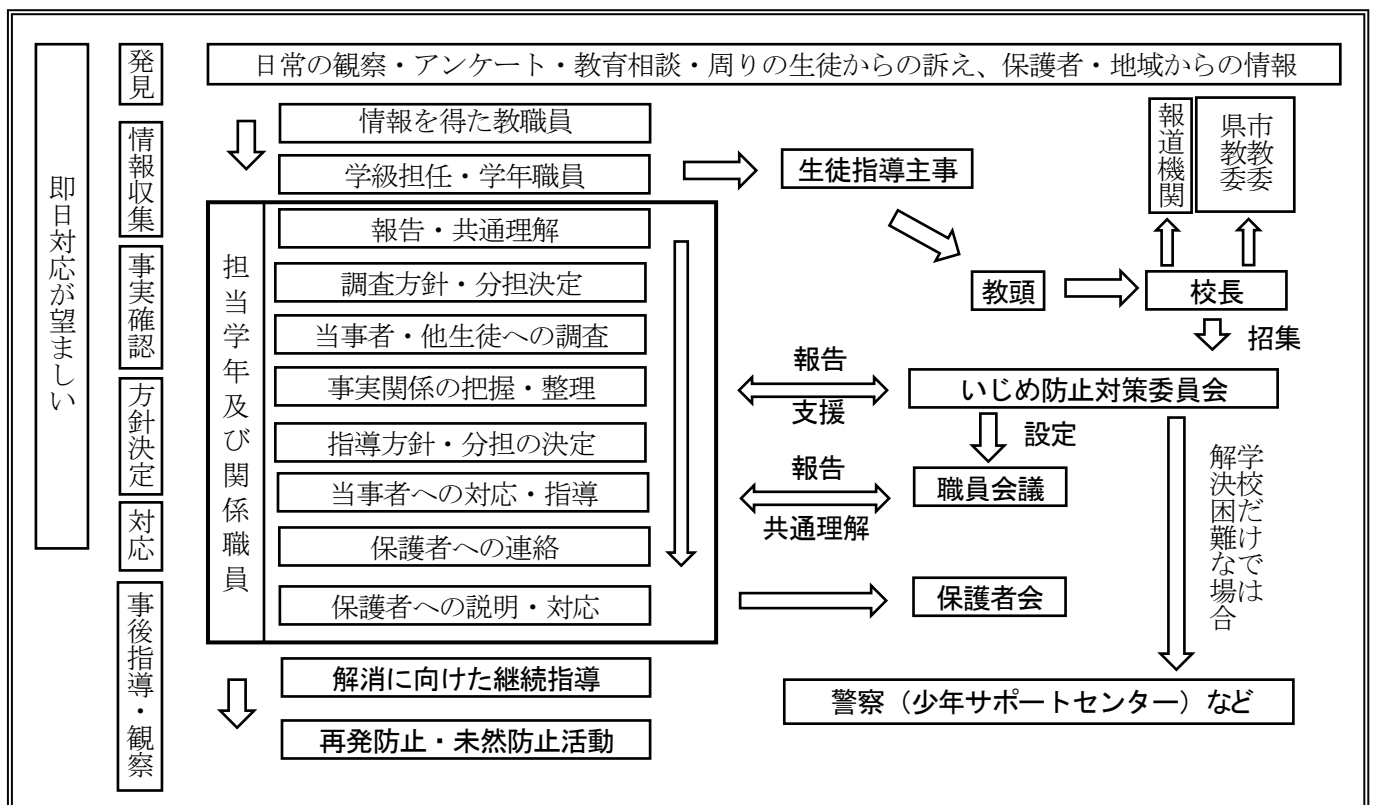 即日対応が望ましい
発見
情報収集
事実確認
方針決定
対応
事後指導・観察
日常の観察・アンケート・教育相談・周りの生徒からの訴え、保護者・地域からの情報
情報を得た教職員
学級担任・学年職員
生徒指導主事
報道機関
県市教教委委
担当学年及び関係職員
報告・共通理解
調査方針・分担決定
当事者・他生徒への調査
事実関係の把握・整理
指導方針・分担の決定
当事者への対応・指導
保護者への連絡
保護者への説明・対応
教頭
校長
招集
報告
支援
いじめ防止対策委員会
設定
報告
共通理解
職員会議
学校だけでは
解決困難な場合
保護者会
解消に向けた継続指導
再発防止・未然防止活動
警察（少年サポートセンター）など